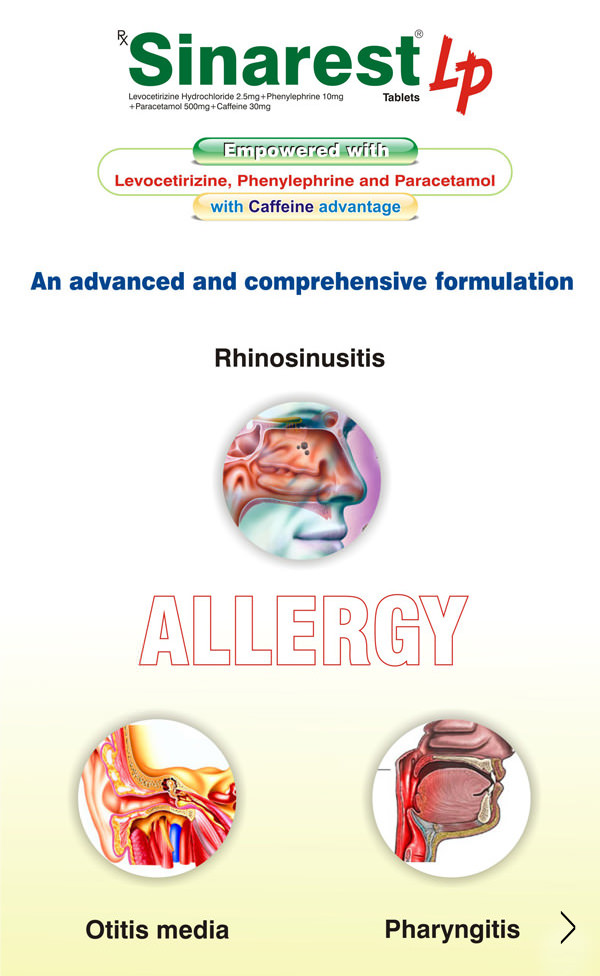 Rx Sinarest® Lp
Levocetirizine Hydrochloride 2.5mg+Phenylephrine 10mg
+Paracetamol 500mg+Caffeine 30mg
Tablets
Empowered with
Levocetirizine, Phenylephrine and Paracetamol
with Caffeine advantage
An advanced and comprehensive formulation
Rhinosinusitis
ALLERGY
Otitis media
Pharyngitis